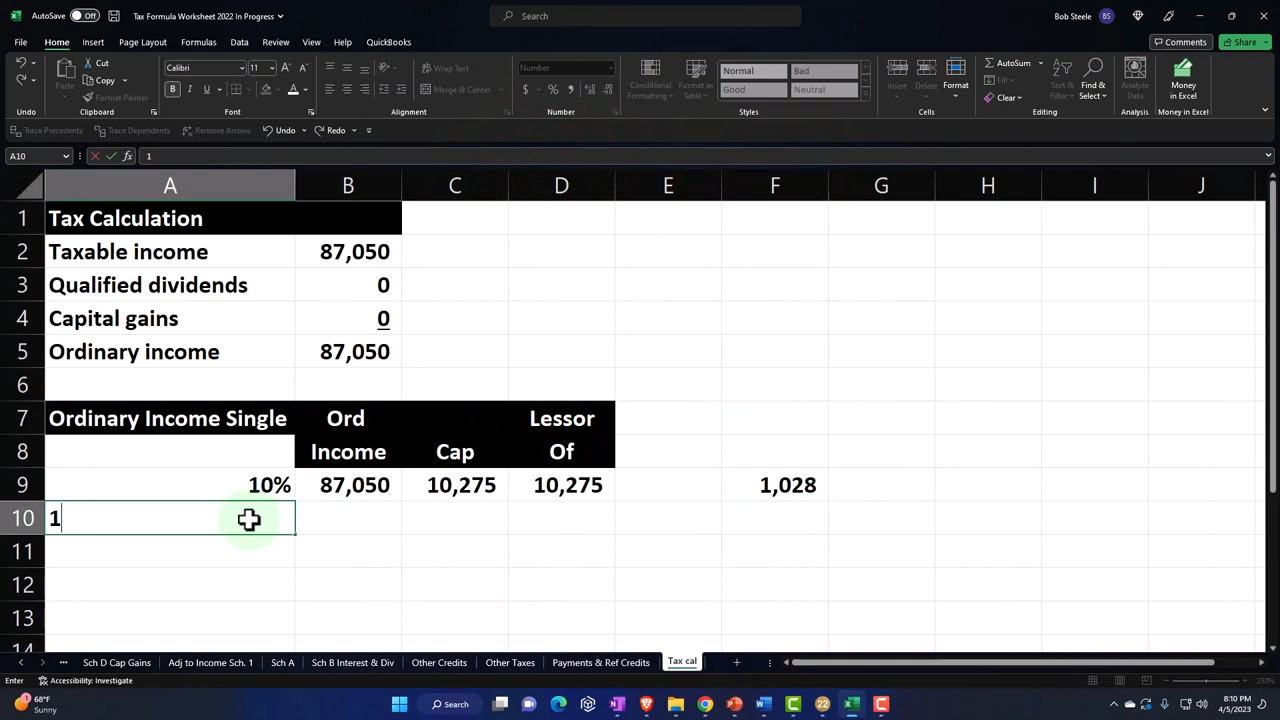 AutoSave Off Tax Formula Worksheet 2022 In Progress Search Bob Steele BS
File Home Insert Page Layout Formulas Data Review View Help QuickBooks Comments Share
Cut Calibri 11 Wrap Text Number Normal Bad AutoSum
Copy Fill
Paste Format Painter B I U Merge & Center $ % Good Neutral Conditional Formatting Format as Table Insert Delete Format Clear Sort & Filter Find & Select Analyze Data Money in Excel
Undo Clipboard Font Alignment Number Styles Cells Editing Analysis Money in Excel
Trace Precedents Trace Dependents Remove Arrows Undo Redo
A10 fx 1
A B C D E F G H I J
1 Tax Calculation
2 Taxable income 87,050
3 Qualified dividends 0
4 Capital gains 0
5 Ordinary income 87,050
6
7 Ordinary Income Single Ord Lessor
8 Income Cap Of
9 10% 87,050 10,275 10,275 1,028
10 1
11
12
13
14
... Sch D Cap Gains Adj to Income Sch. 1 Sch A Sch B Interest & Div Other Credits Other Taxes Payments & Ref Credits Tax cal
Enter Accessibility: Investigate 250%
68°F
Sunny
Search
8:10 PM
4/5/2023